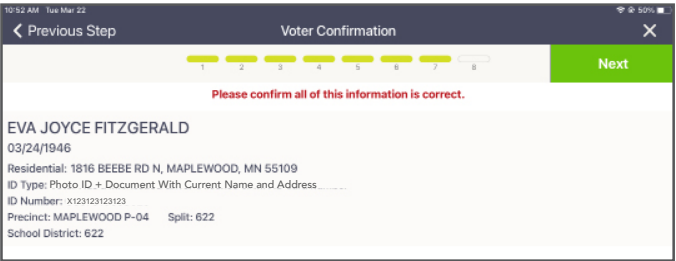 10:52 AM Tue Mar 22 50%
Previous Step Voter Confirmation
1 2 3 4 5 6 7 8 Next
Please confirm all of this information is correct.
EVA JOYCE FITZGERALD
03/24/1946
Residential: 1816 BEEBE RD N, MAPLEWOOD, MN 55109
ID Type: Photo ID + Document With Current Name and Address
ID Number: X123123123123
Precinct: MAPLEWOOD P-04 Split: 622
School District: 622